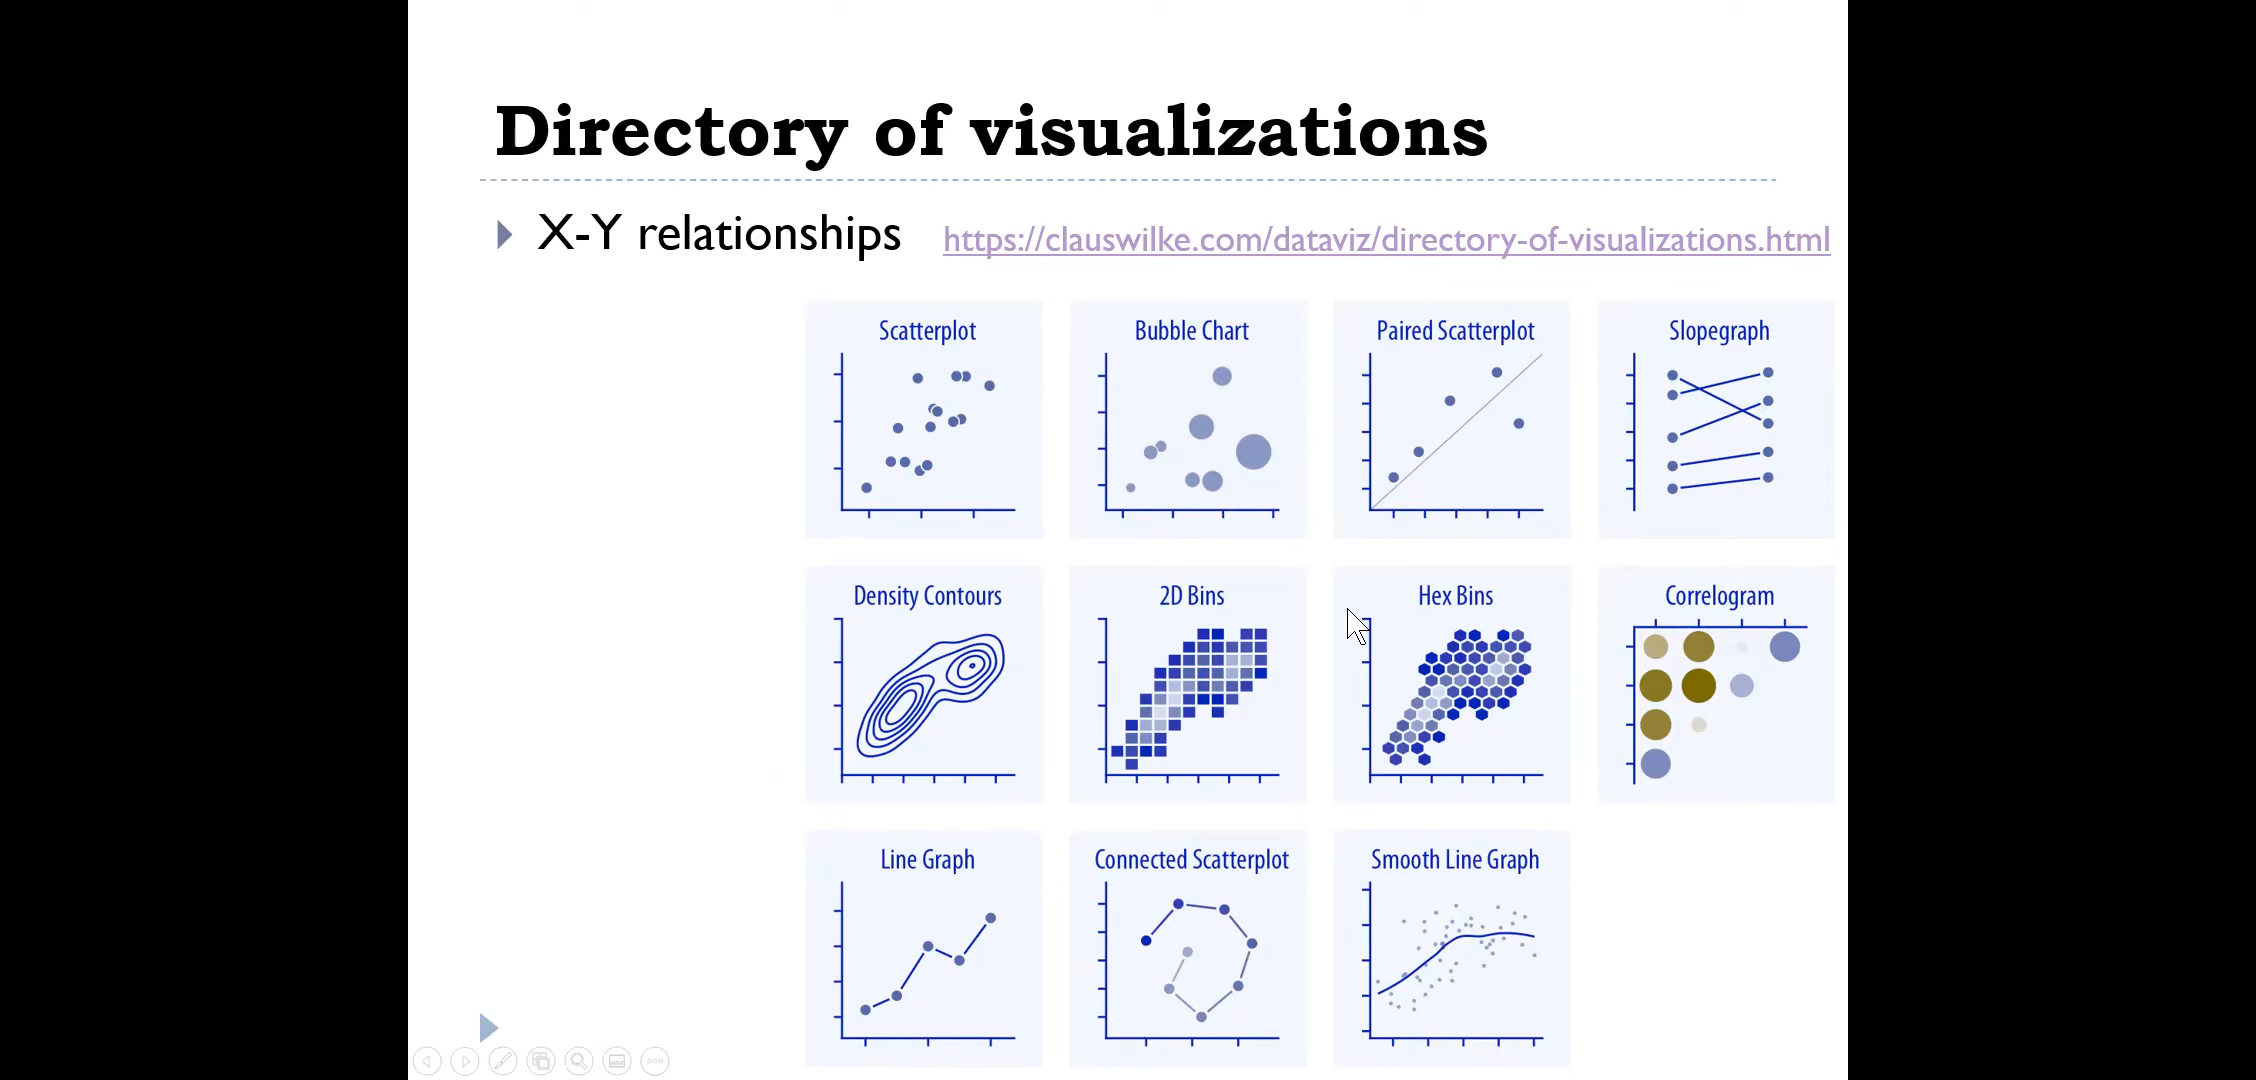 Directory of visualizations
X-Y relationships https://clauswilke.com/dataviz/directory-of-visualizations.html
Scatterplot Bubble Chart Paired Scatterplot Slopegraph
Density Contours 2D Bins Hex Bins Correlogram
Line Graph Connected Scatterplot Smooth Line Graph